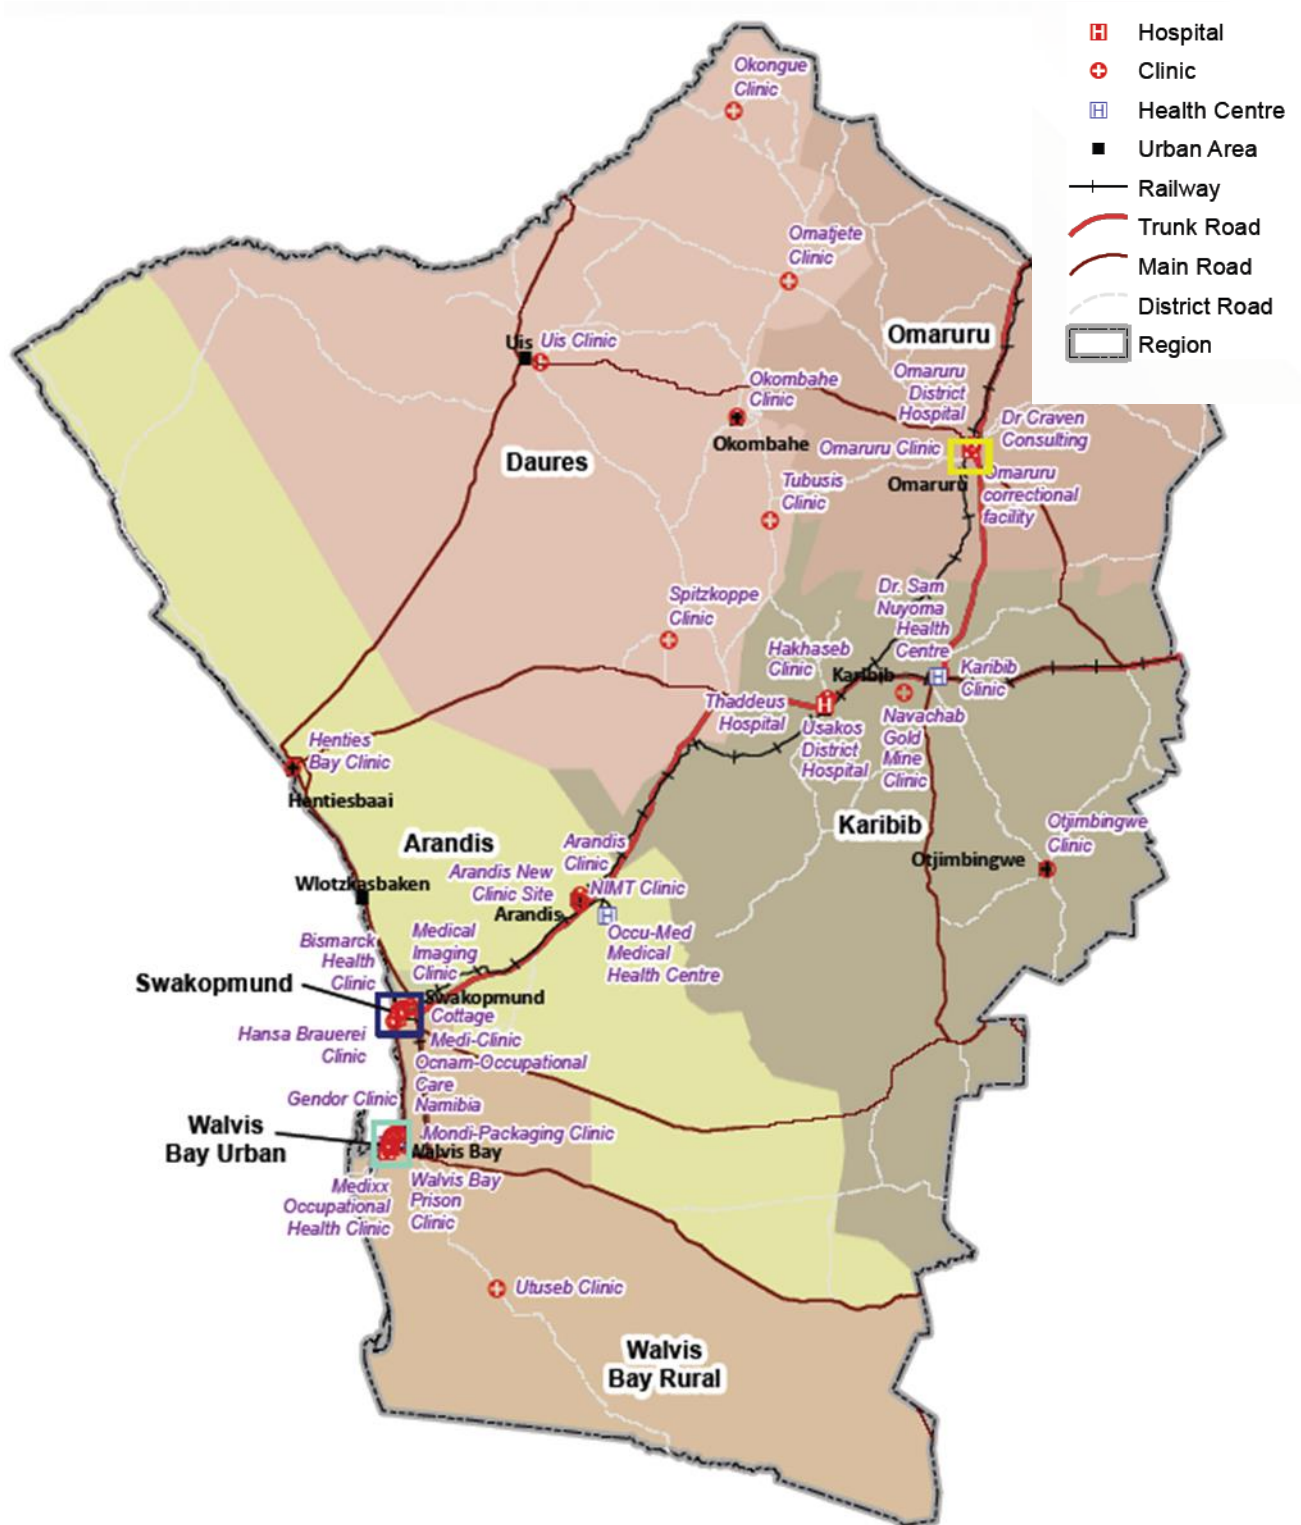 Hospital
Clinic
Health Centre
Urban Area
Railway
Trunk Road
Main Road
District Road
Region
Okongue
Clinic
Omatjete
Clinic
Omaruru
Uis
Uis Clinic
Omaruru
District
Hospital
Okombahe
Clinic
Okombahe
Dr Craven
Consulting
Omaruru Clinic
Daures
Omaruru
Omaruru
correctional
facility
Tubusis
Clinic
Spitzkoppe
Clinic
Dr. Sam
Nuyoma
Health
Centre
Hakhaseb
Clinic
Karibib
Karibib
Clinic
Thaddeus
Hospital
Usakos
District
Hospital
Navachab
Gold
Mine
Clinic
Henties
Bay Clinic
Hentiesbaai
Karibib
Otjimbingwe
Clinic
Otjimbingwe
Arandis
Arandis
Clinic
Arandis New
Clinic Site
NIMT Clinic
Arandis
Wlotzkasbaken
Occu-Med
Medical
Health Centre
Bismarck
Health
Clinic
Medical
Imaging
Clinic
Swakopmund
Swakopmund
Cottage
Medi-Clinic
Hansa Brauerei
Clinic
Ocnam-Occupational
Care
Namibia
Gendor Clinic
Walvis
Bay Urban
Mondi-Packaging Clinic
Walvis Bay
Medixx
Occupational
Health Clinic
Walvis Bay
Prison
Clinic
Utuseb Clinic
Walvis
Bay Rural